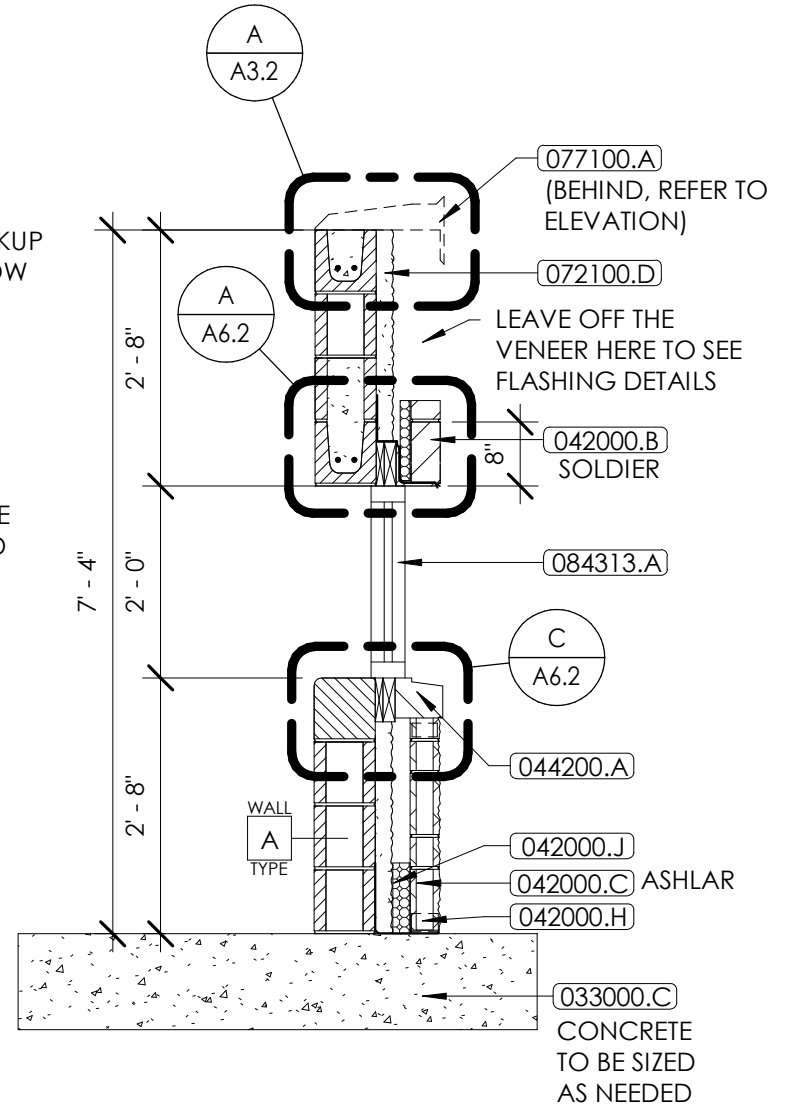 A
A3.2
077100.A
(BEHIND, REFER TO
ELEVATION)
KUP
OW
072100.D
A
A6.2
LEAVE OFF THE
VENEER HERE TO SEE
FLASHING DETAILS
2' - 8"
042000.B
SOLDIER
8"
E
D
084313.A
7' - 4"
2' - 0"
C
A6.2
044200.A
2' - 8"
WALL
A
TYPE
042000.J
042000.C ASHLAR
042000.H
033000.C
CONCRETE
TO BE SIZED
AS NEEDED